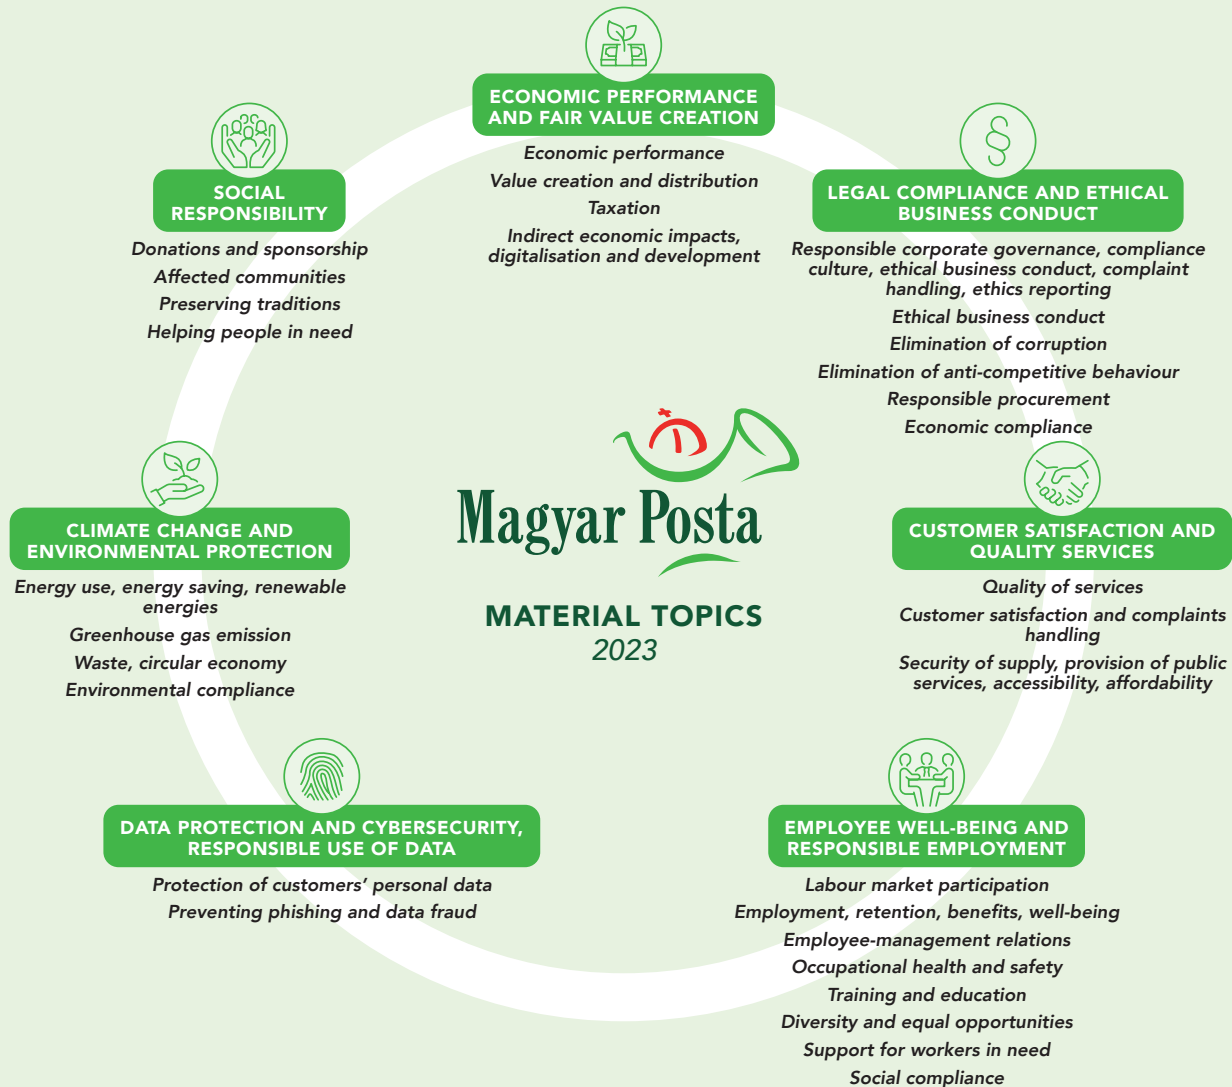 ECONOMIC PERFORMANCE
AND FAIR VALUE CREATION
Economic performance
Value creation and distribution
Taxation
Indirect economic impacts,
digitalisation and development
LEGAL COMPLIANCE AND ETHICAL
BUSINESS CONDUCT
Responsible corporate governance, compliance
culture, ethical business conduct, complaint
handling, ethics reporting
Ethical business conduct
Elimination of corruption
Elimination of anti-competitive behaviour
Responsible procurement
Economic compliance
CUSTOMER SATISFACTION AND
QUALITY SERVICES
Quality of services
Customer satisfaction and complaints
handling
Security of supply, provision of public
services, accessibility, affordability
EMPLOYEE WELL-BEING AND
RESPONSIBLE EMPLOYMENT
Labour market participation
Employment, retention, benefits, well-being
Employee-management relations
Occupational health and safety
Training and education
Diversity and equal opportunities
Support for workers in need
Social compliance
DATA PROTECTION AND CYBERSECURITY,
RESPONSIBLE USE OF DATA
Protection of customers’ personal data
Preventing phishing and data fraud
CLIMATE CHANGE AND
ENVIRONMENTAL PROTECTION
Energy use, energy saving, renewable
energies
Greenhouse gas emission
Waste, circular economy
Environmental compliance
SOCIAL
RESPONSIBILITY
Donations and sponsorship
Affected communities
Preserving traditions
Helping people in need
Magyar Posta
MATERIAL TOPICS
2023